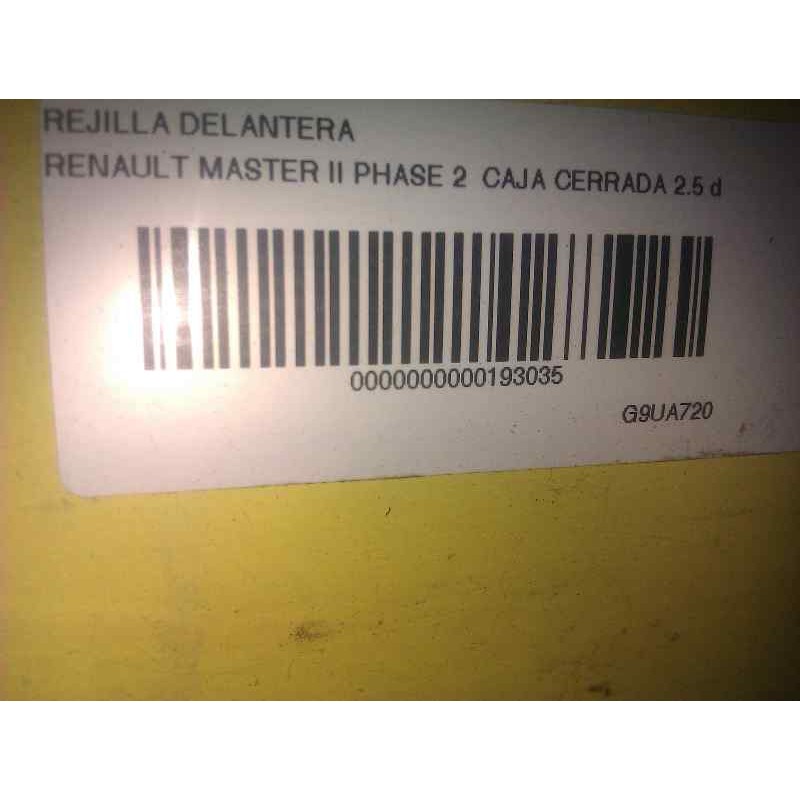 REJILLA DELANTERA
RENAULT MASTER II PHASE 2 CAJA CERRADA 2.5 d
0000000000193035
G9UA720